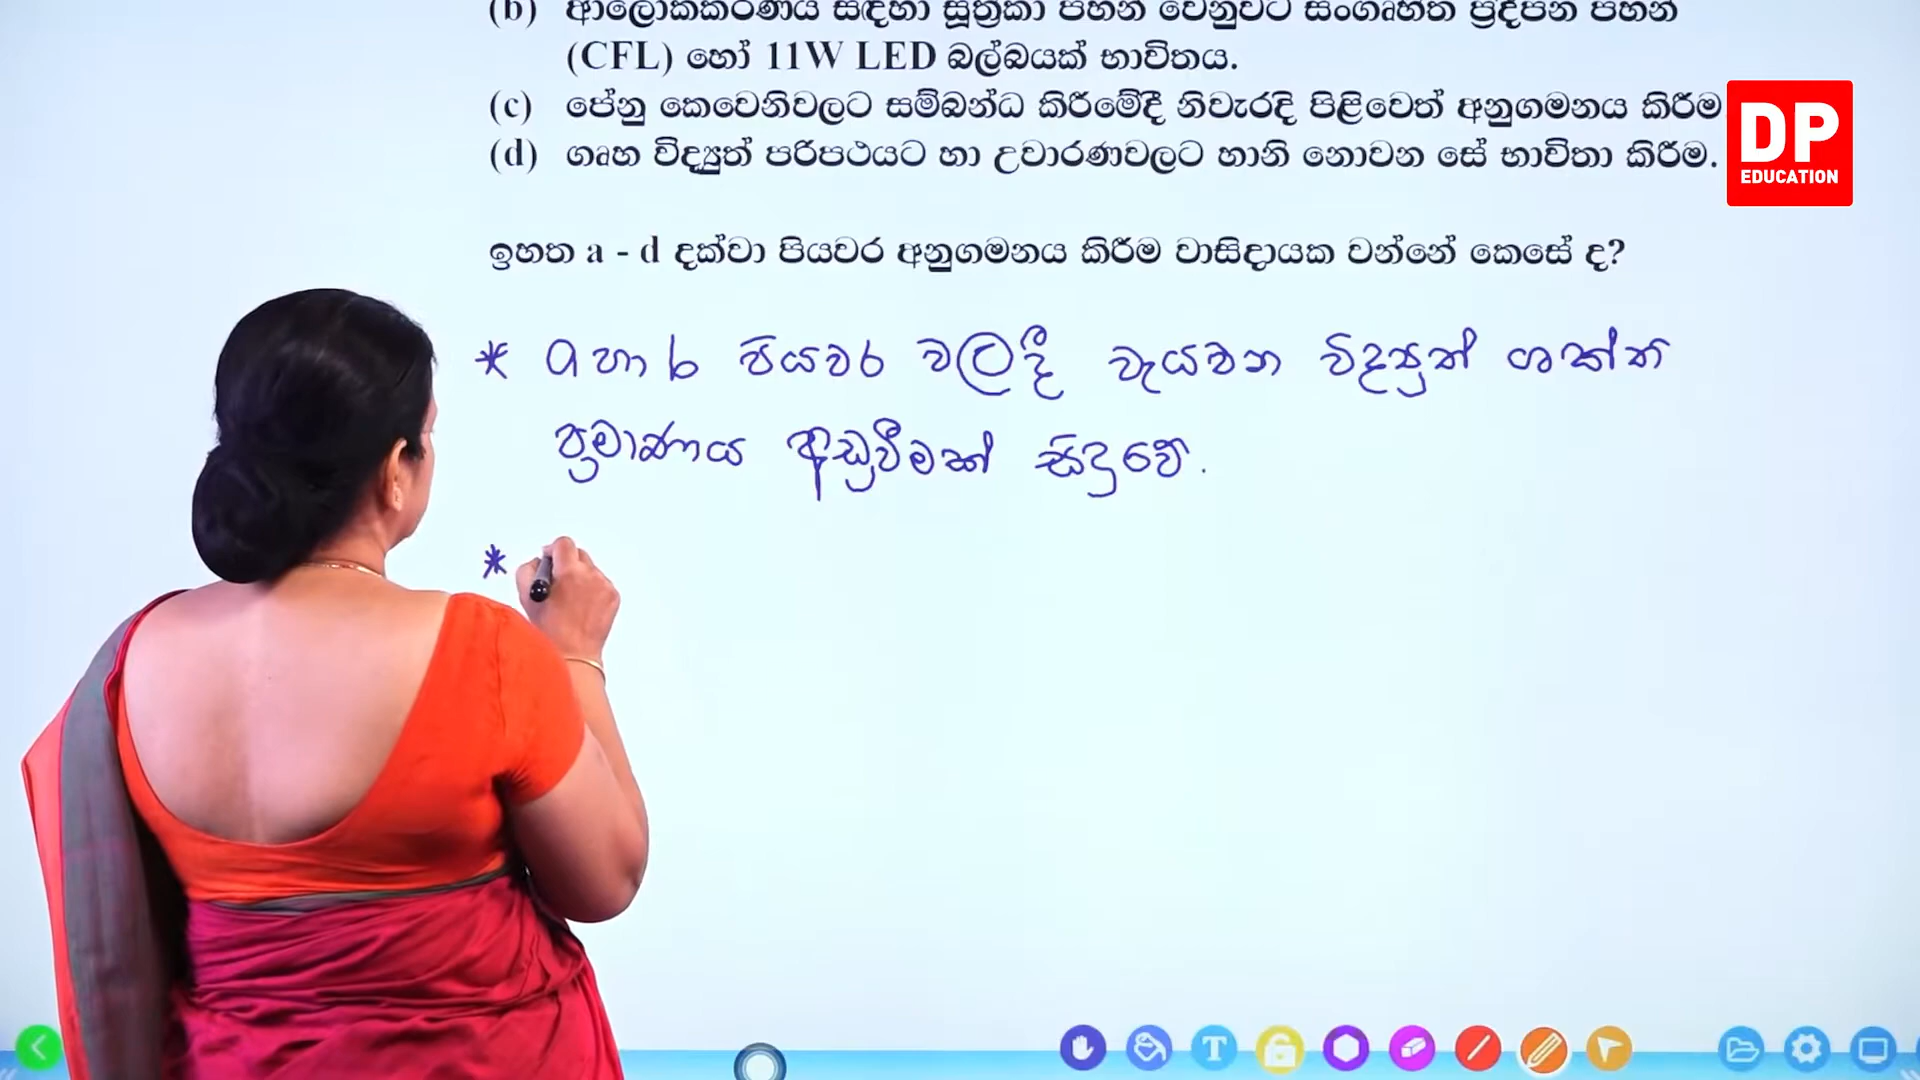 (b) ආලෝකකරණය සඳහා සූත්‍රිකා පහන් වෙනුවට සංගෘහිත ප්‍රදීපන පහන්
(CFL) හෝ 11W LED බල්බයක් භාවිතය.
(c) පේනු කෙවෙනිවලට සම්බන්ධ කිරීමේදී නිවැරදි පිළිවෙත් අනුගමනය කිරීම
(d) ගෘහ විද්‍යුත් පරිපථයට හා උවාරණවලට හානි නොවන සේ භාවිතා කිරීම.
DP
EDUCATION
ඉහත a - d දක්වා පියවර අනුගමනය කිරීම වාසිදායක වන්නේ කෙසේ ද?
* a හා b පියවර වලදී වැයවන විද්‍යුත් ශක්ති
ප්‍රමාණය අඩුවීමක් සිදුවේ.
*